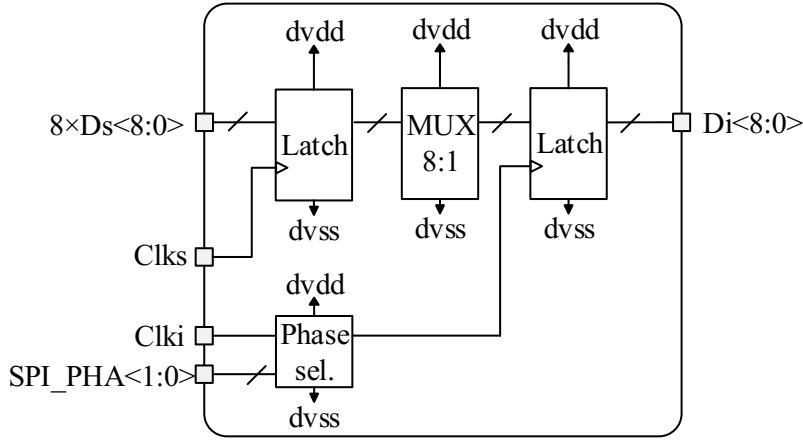 dvdd
dvdd
dvdd
8×Ds<8:0>
Latch
MUX
8:1
Latch
Di<8:0>
dvss
dvss
dvss
Clks
dvdd
Clki
Phase
sel.
SPI_PHA<1:0>
dvss